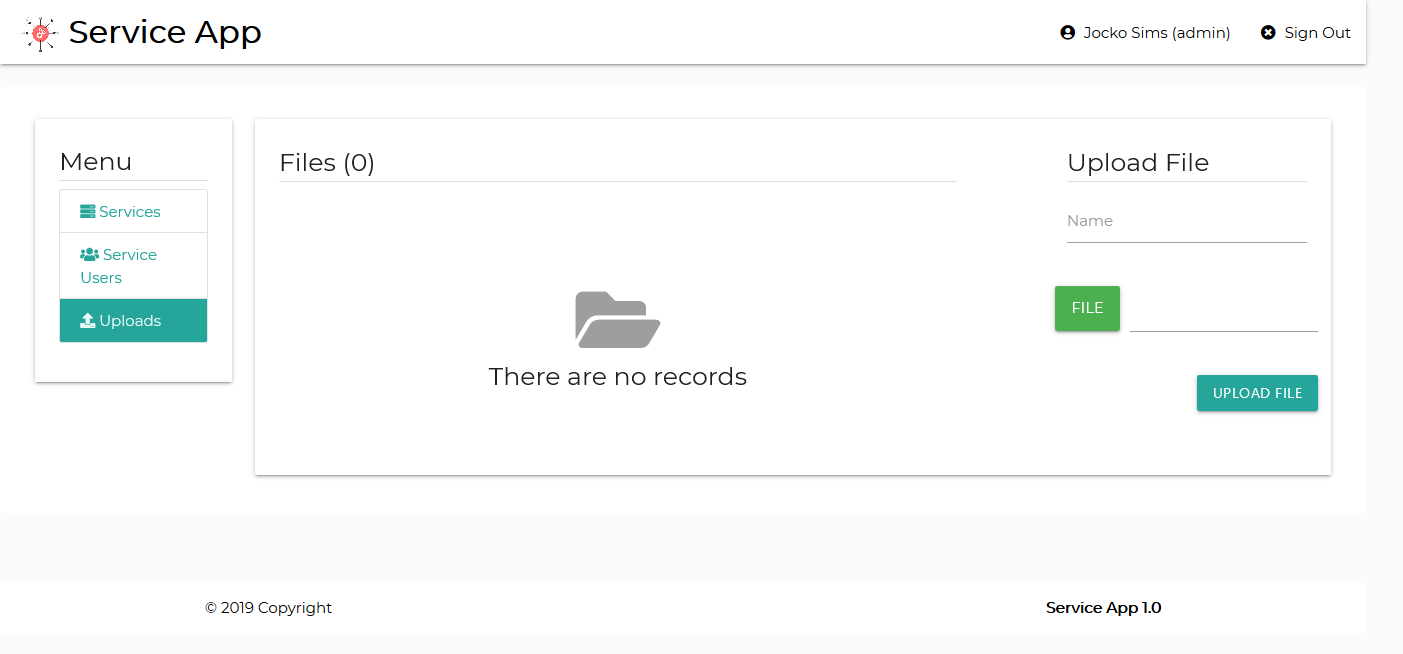 Service App
Jocko Sims (admin)
Sign Out
Menu
Services
Service
Users
Uploads
Files (0)
There are no records
Upload File
Name
FILE
UPLOAD FILE
© 2019 Copyright
Service App 1.0